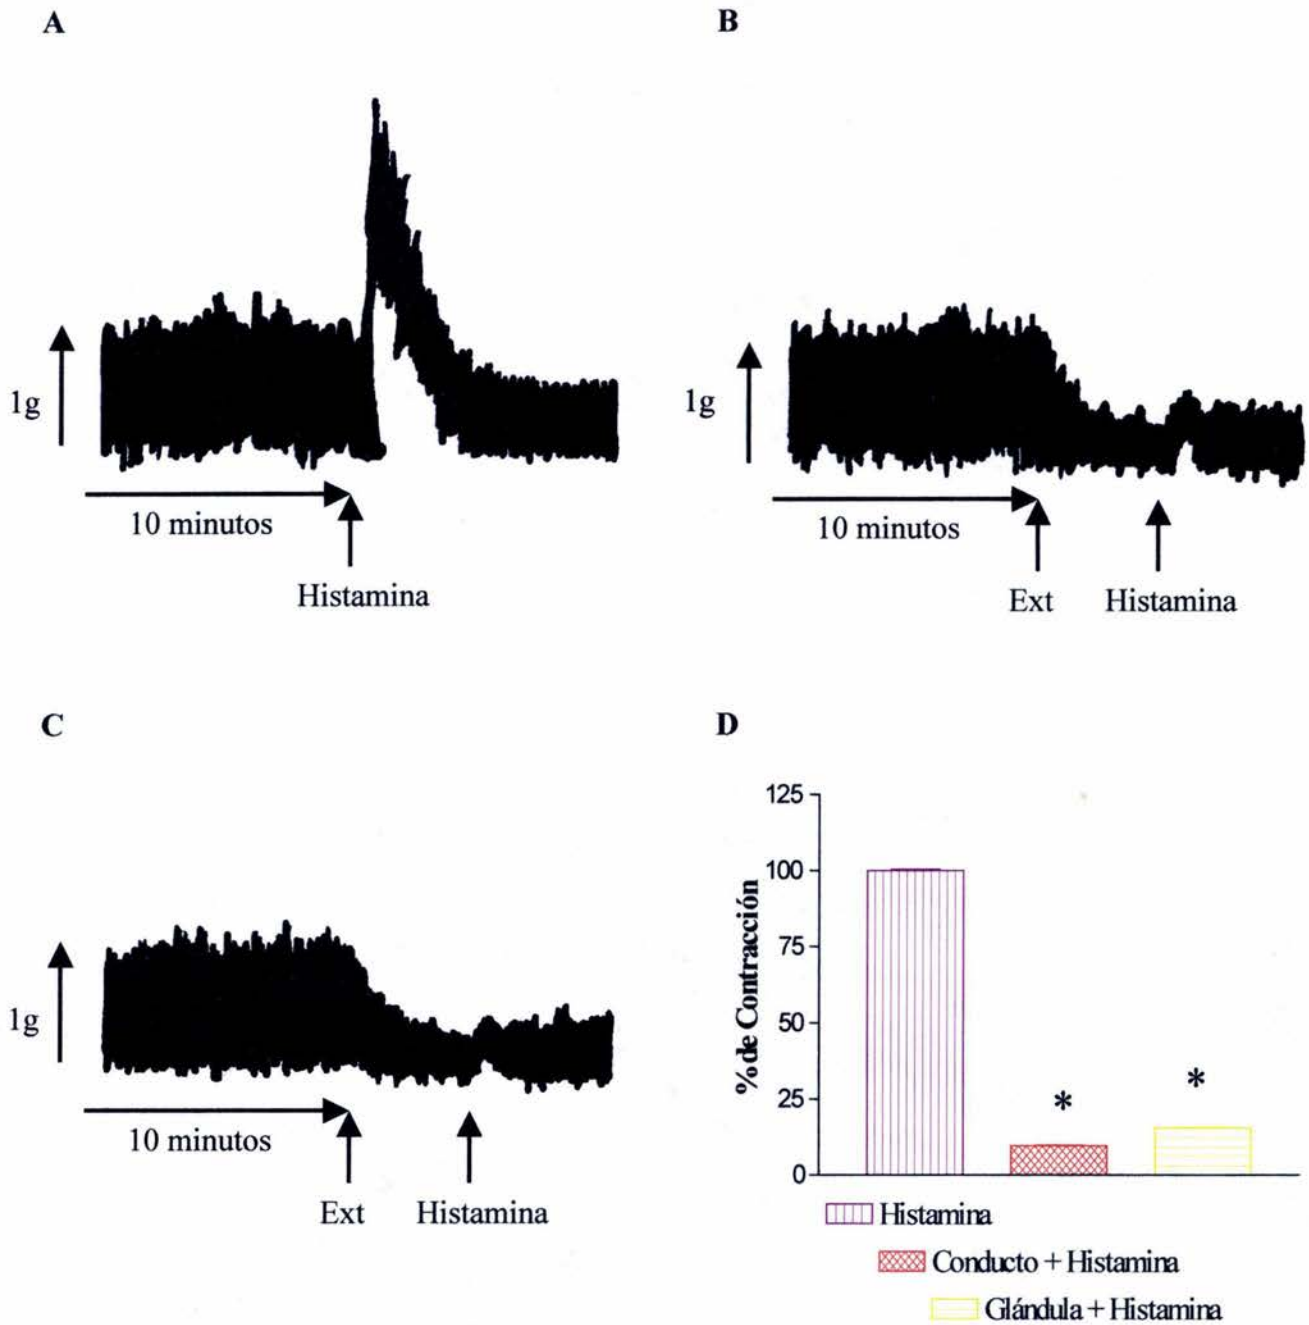 A
B
1g
10 minutos
Histamina
1g
10 minutos
Ext
Histamina
C
D
1g
10 minutos
Ext
Histamina
125
100
75
50
25
0
% de Contracción
*
*
Histamina
Conducto + Histamina
Glándula + Histamina